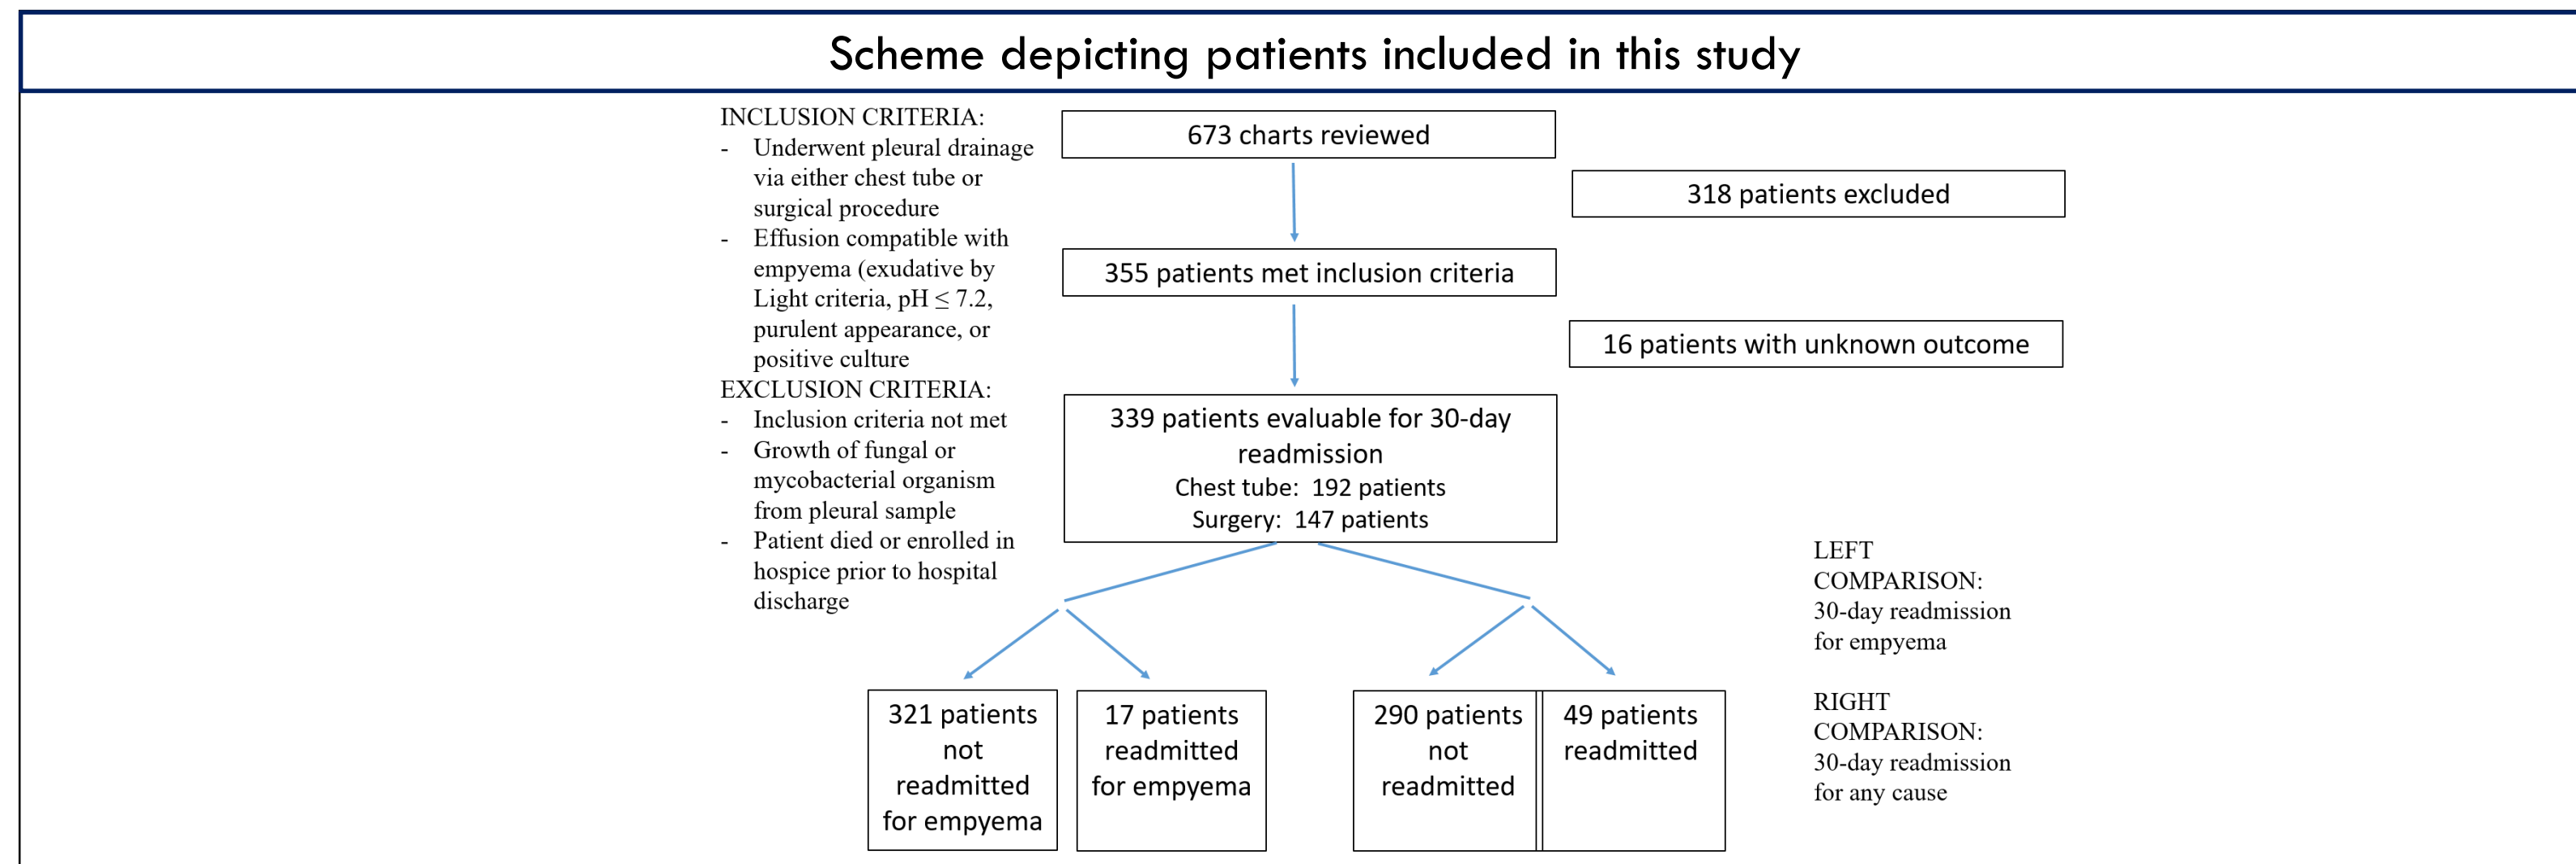 Scheme depicting patients included in this study
INCLUSION CRITERIA:
- Underwent pleural drainage
via either chest tube or
surgical procedure
- Effusion compatible with
empyema (exudative by
Light criteria, pH ≤ 7.2,
purulent appearance, or
positive culture
EXCLUSION CRITERIA:
- Inclusion criteria not met
- Growth of fungal or
mycobacterial organism
from pleural sample
- Patient died or enrolled in
hospice prior to hospital
discharge
673 charts reviewed
318 patients excluded
355 patients met inclusion criteria
16 patients with unknown outcome
339 patients evaluable for 30-day
readmission
Chest tube: 192 patients
Surgery: 147 patients
321 patients
not
readmitted
for empyema
17 patients
readmitted
for empyema
290 patients
not
readmitted
49 patients
readmitted
LEFT
COMPARISON:
30-day readmission
for empyema
RIGHT
COMPARISON:
30-day readmission
for any cause